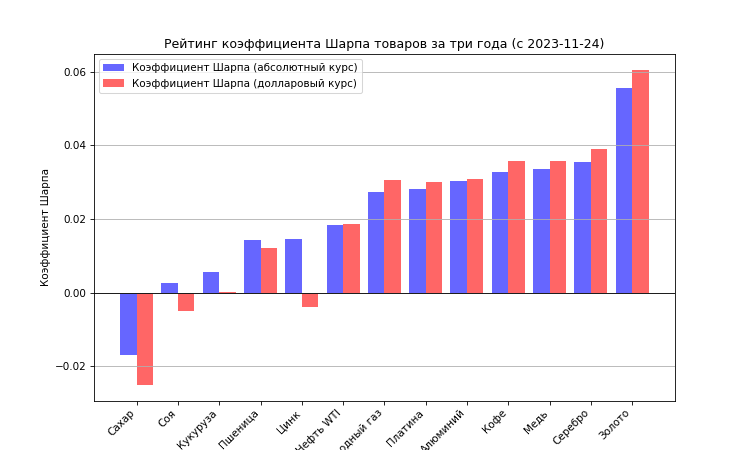 Рейтинг коэффициента Шарпа товаров за три года (с 2023-11-24)
Коэффициент Шарпа (абсолютный курс)
Коэффициент Шарпа (долларовый курс)
Коэффициент Шарпа
0.06
0.04
0.02
0.00
−0.02
Сахар
Соя
Кукуруза
Пшеница
Цинк
Нефть WTI
одный газ
Платина
Алюминий
Кофе
Медь
Серебро
Золото